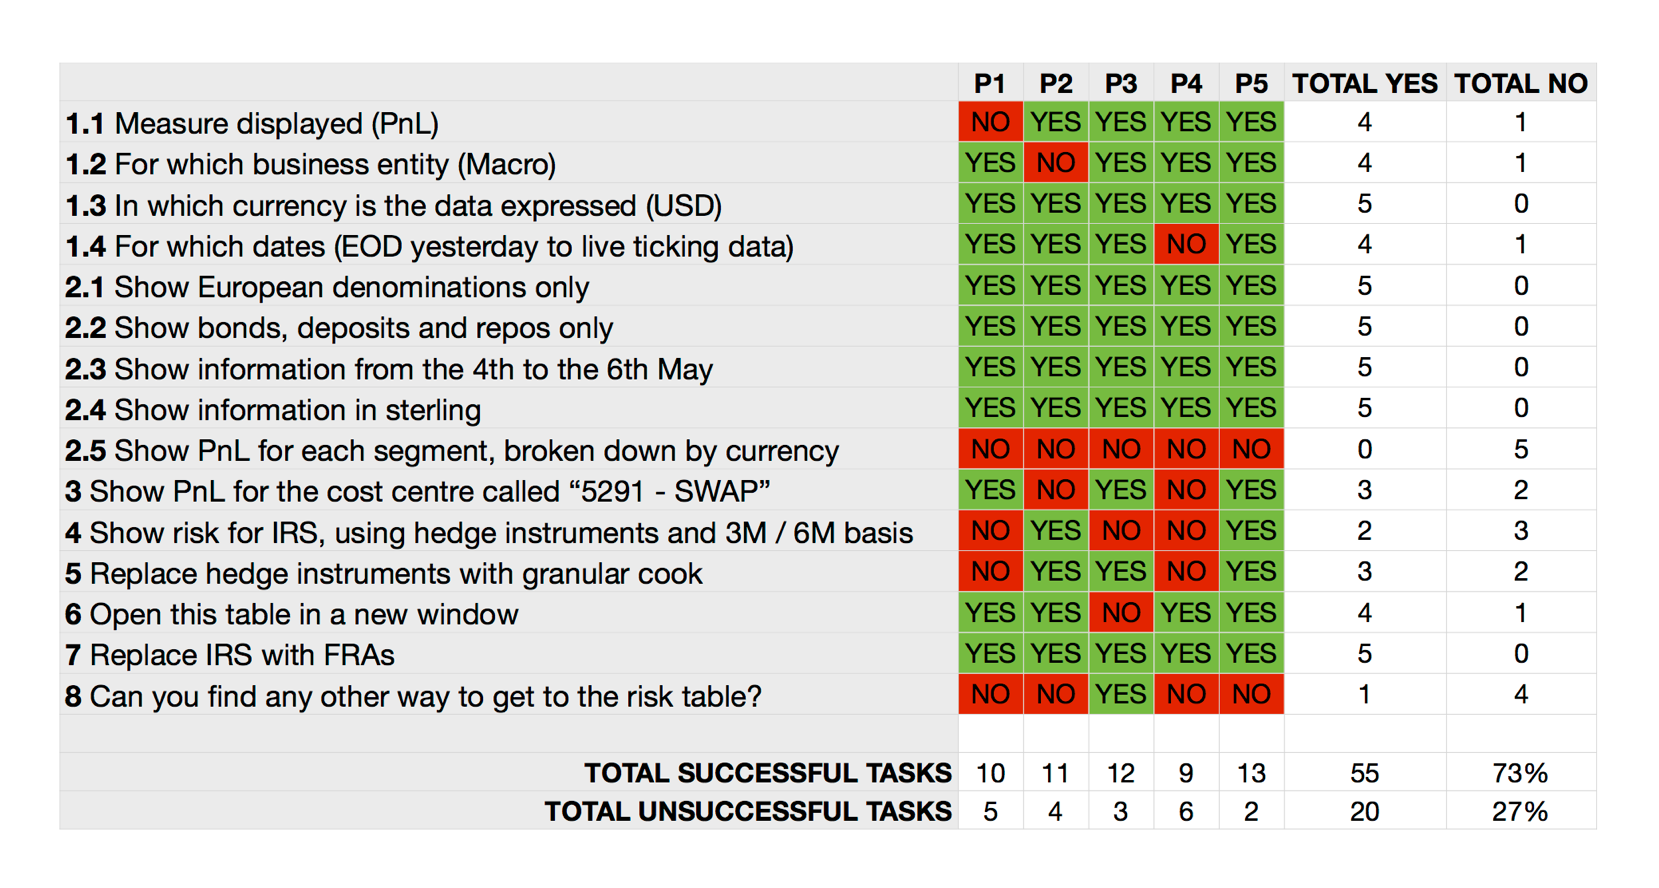 P1 P2 P3 P4 P5 TOTAL YES TOTAL NO
1.1 Measure displayed (PnL) NO YES YES YES YES 4 1
1.2 For which business entity (Macro) YES NO YES YES YES 4 1
1.3 In which currency is the data expressed (USD) YES YES YES YES YES 5 0
1.4 For which dates (EOD yesterday to live ticking data) YES YES YES NO YES 4 1
2.1 Show European denominations only YES YES YES YES YES 5 0
2.2 Show bonds, deposits and repos only YES YES YES YES YES 5 0
2.3 Show information from the 4th to the 6th May YES YES YES YES YES 5 0
2.4 Show information in sterling YES YES YES YES YES 5 0
2.5 Show PnL for each segment, broken down by currency NO NO NO NO NO 0 5
3 Show PnL for the cost centre called “5291 - SWAP” YES NO YES NO YES 3 2
4 Show risk for IRS, using hedge instruments and 3M / 6M basis NO YES NO NO YES 2 3
5 Replace hedge instruments with granular cook NO YES YES NO YES 3 2
6 Open this table in a new window YES YES NO YES YES 4 1
7 Replace IRS with FRAs YES YES YES YES YES 5 0
8 Can you find any other way to get to the risk table? NO NO YES NO NO 1 4
TOTAL SUCCESSFUL TASKS 10 11 12 9 13 55 73%
TOTAL UNSUCCESSFUL TASKS 5 4 3 6 2 20 27%